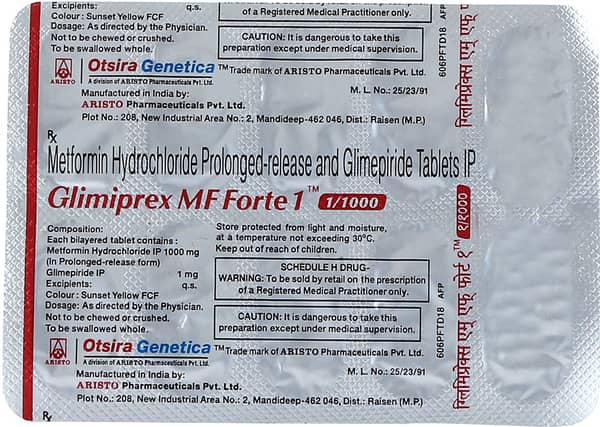 Excipients: q.s.
Colour : Sunset Yellow FCF
Dosage: As directed by the Physician.
Not to be chewed or crushed.
To be swallowed whole.
of a Registered Medical Practitioner only.
CAUTION: It is dangerous to take this
preparation except under medical supervision.
606PFTD18 AFP
ARISTO
Otsira Genetica™ Trade mark of ARISTO Pharmaceuticals Pvt. Ltd.
A division of ARISTO Pharmaceuticals Pvt. Ltd.
Manufactured in India by: M. L. No.: 25/23/91
ARISTO Pharmaceuticals Pvt. Ltd.
Plot No.: 208, New Industrial Area No.: 2, Mandideep-462 046, Dist.: Raisen (M.P.)
ग्लिमिप्रेक्स एम् एफ्
Rx
Metformin Hydrochloride Prolonged-release and Glimepiride Tablets IP
Glimiprex MF Forte 1™ 1/1000
Composition:
Each bilayered tablet contains :
Metformin Hydrochloride IP 1000 mg
(In Prolonged-release form)
Glimepiride IP 1 mg
Excipients: q.s.
Colour : Sunset Yellow FCF
Dosage: As directed by the Physician.
Not to be chewed or crushed.
To be swallowed whole.
Store protected from light and moisture,
at a temperature not exceeding 30°C.
Keep out of reach of children.
SCHEDULE H DRUG-
WARNING: To be sold by retail on the prescription
of a Registered Medical Practitioner only.
CAUTION: It is dangerous to take this
preparation except under medical supervision.
606PFTD18 AFP
ग्लिमिप्रेक्स एम् एफ् फोर्ट १™ १/१०००
ARISTO
Otsira Genetica™ Trade mark of ARISTO Pharmaceuticals Pvt. Ltd.
A division of ARISTO Pharmaceuticals Pvt. Ltd.
Manufactured in India by: M. L. No.: 25/23/91
ARISTO Pharmaceuticals Pvt. Ltd.
Plot No.: 208, New Industrial Area No.: 2, Mandideep-462 046, Dist.: Raisen (M.P.)
Rx